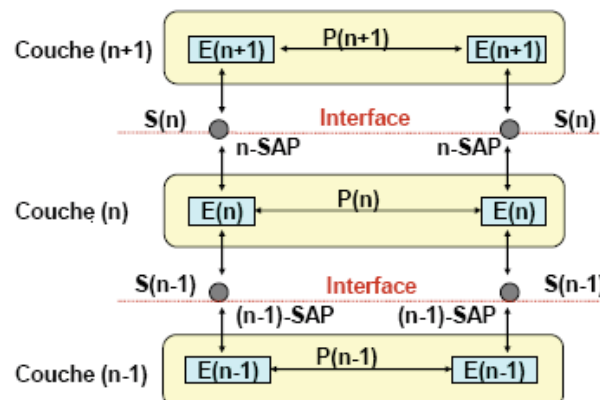 Couche (n+1) E(n+1) P(n+1) E(n+1)
S(n) Interface S(n)
n-SAP n-SAP
Couche (n) E(n) P(n) E(n)
S(n-1) Interface S(n-1)
(n-1)-SAP (n-1)-SAP
Couche (n-1) E(n-1) P(n-1) E(n-1)